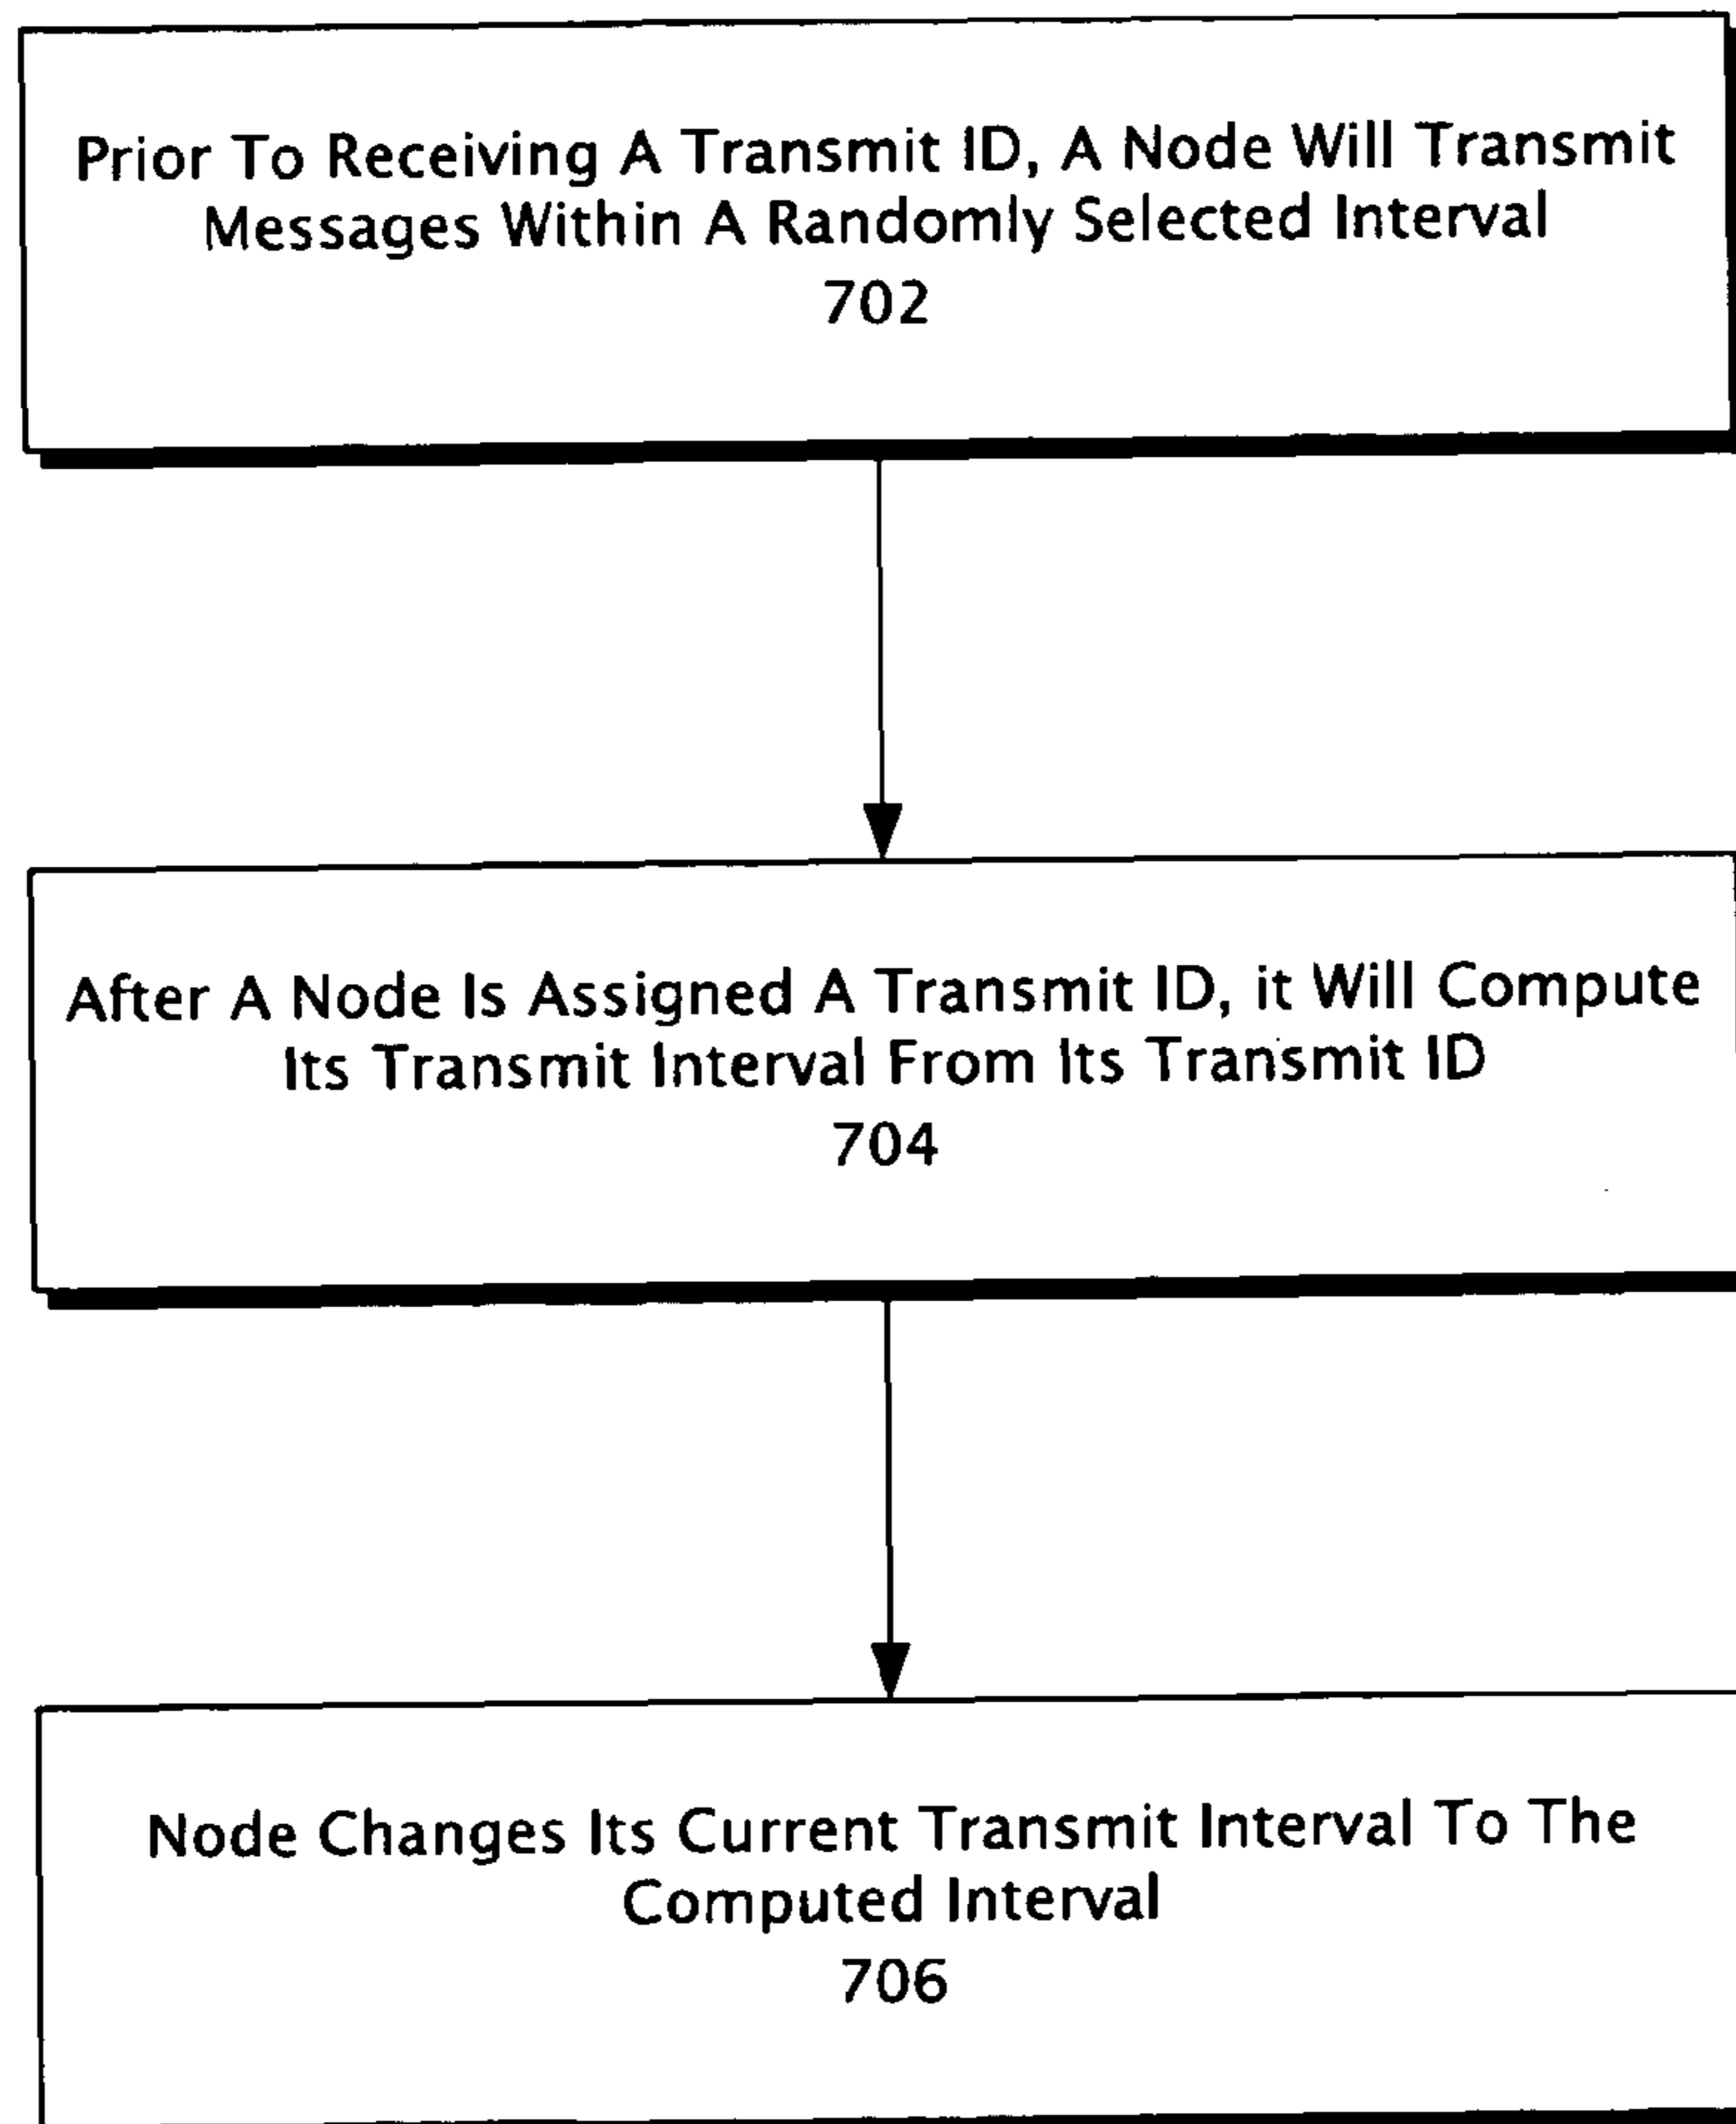 Prior To Receiving A Transmit ID, A Node Will Transmit
Messages Within A Randomly Selected Interval
702
After A Node Is Assigned A Transmit ID, it Will Compute
Its Transmit Interval From Its Transmit ID
704
Node Changes Its Current Transmit Interval To The
Computed Interval
706